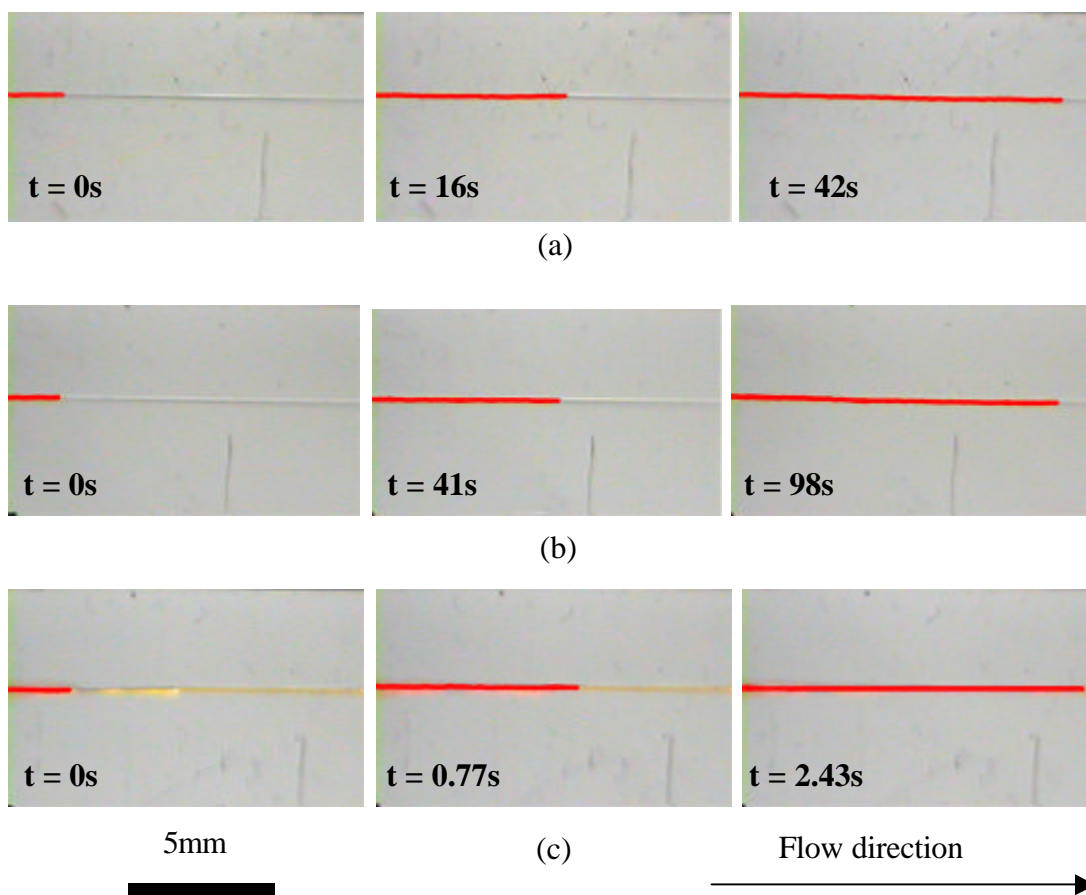 t = 0s
t = 16s
t = 42s
(a)
t = 0s
t = 41s
t = 98s
(b)
t = 0s
t = 0.77s
t = 2.43s
5mm
(c)
Flow direction